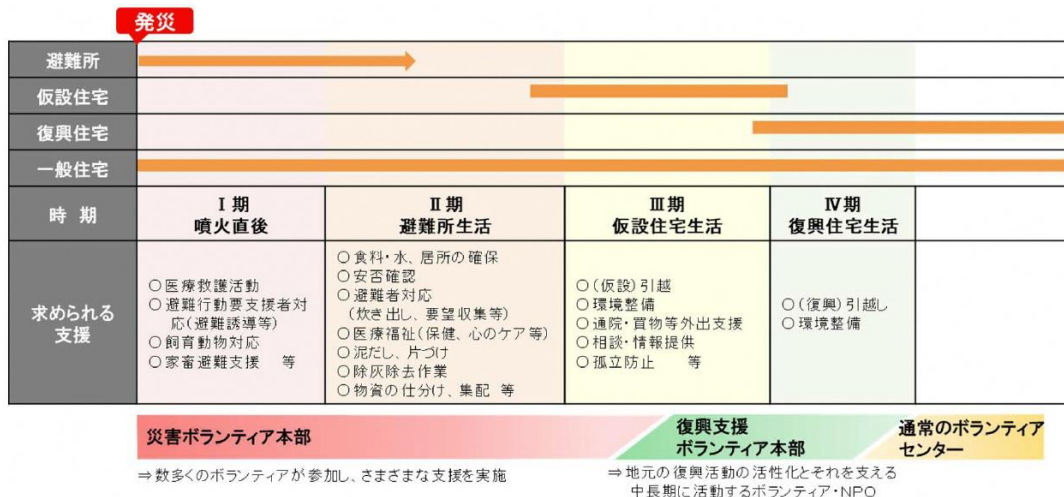 発災
避難所
仮設住宅
復興住宅
一般住宅
時 期
Ⅰ期
噴火直後
Ⅱ期
避難所生活
Ⅲ期
仮設住宅生活
Ⅳ期
復興住宅生活
求められる
支援
○医療救護活動
○避難行動要支援者対
応(避難誘導等)
○飼育動物対応
○家畜避難支援 等
○食料・水、居所の確保
○安否確認
○避難者対応
(炊き出し、要望収集等)
○医療福祉(保健、心のケア等)
○泥だし、片づけ
○除灰除去作業
○物資の仕分け、集配 等
○(仮設)引越
○環境整備
○通院・買物等外出支援
○相談・情報提供
○孤立防止 等
○(復興)引越し
○環境整備
災害ボランティア本部
⇒数多くのボランティアが参加し、さまざまな支援を実施
復興支援
ボランティア本部
⇒地元の復興活動の活性化とそれを支える
中長期に活動するボランティア・NPO
通常のボランティア
センター